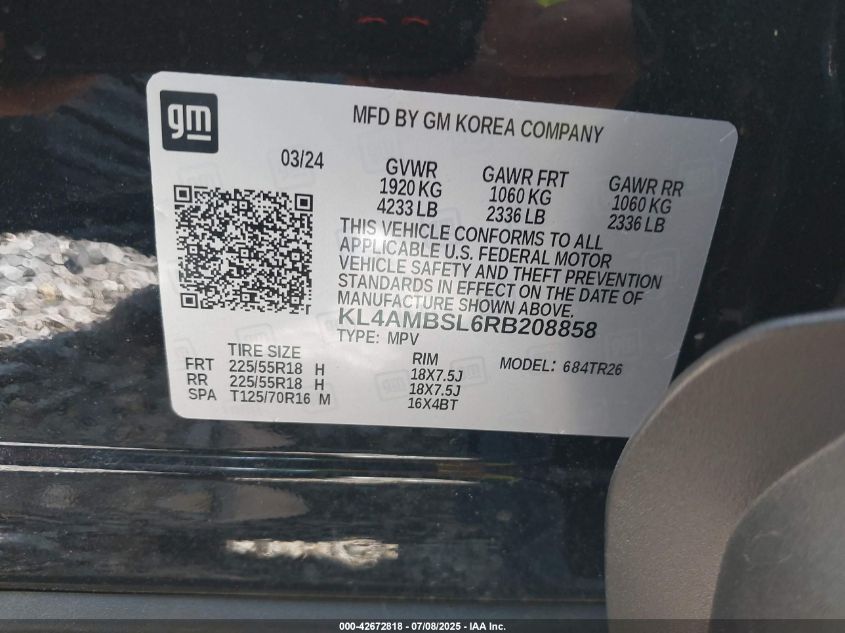 gm
MFD BY GM KOREA COMPANY
03/24
GVWR
1920 KG
4233 LB
GAWR FRT
1060 KG
2336 LB
GAWR RR
1060 KG
2336 LB
THIS VEHICLE CONFORMS TO ALL
APPLICABLE U.S. FEDERAL MOTOR
VEHICLE SAFETY AND THEFT PREVENTION
STANDARDS IN EFFECT ON THE DATE OF
MANUFACTURE SHOWN ABOVE.
KL4AMBSL6RB208858
TYPE: MPV
TIRE SIZE
RIM
MODEL: 684TR26
FRT 225/55R18 H 18X7.5J
RR 225/55R18 H 18X7.5J
SPA T125/70R16 M 16X4BT
000-42672818 - 07/08/2025 - IAA Inc.